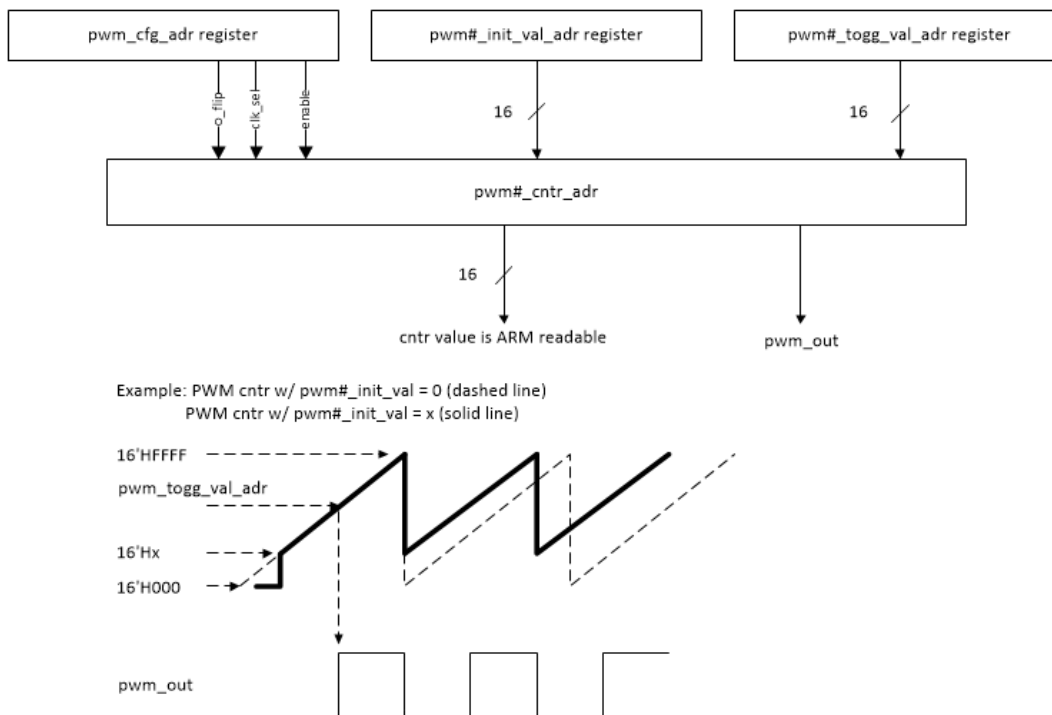 pwm_cfg_adr register
pwm#_init_val_adr register
pwm#_togg_val_adr register
o_flip
clk_sel
enable
16
16
pwm#_cntr_adr
16
cntr value is ARM readable
pwm_out
Example: PWM cntr w/ pwm#_init_val = 0 (dashed line)
PWM cntr w/ pwm#_init_val = x (solid line)
16'HFFFF
pwm_togg_val_adr
16'Hx
16'H000
pwm_out